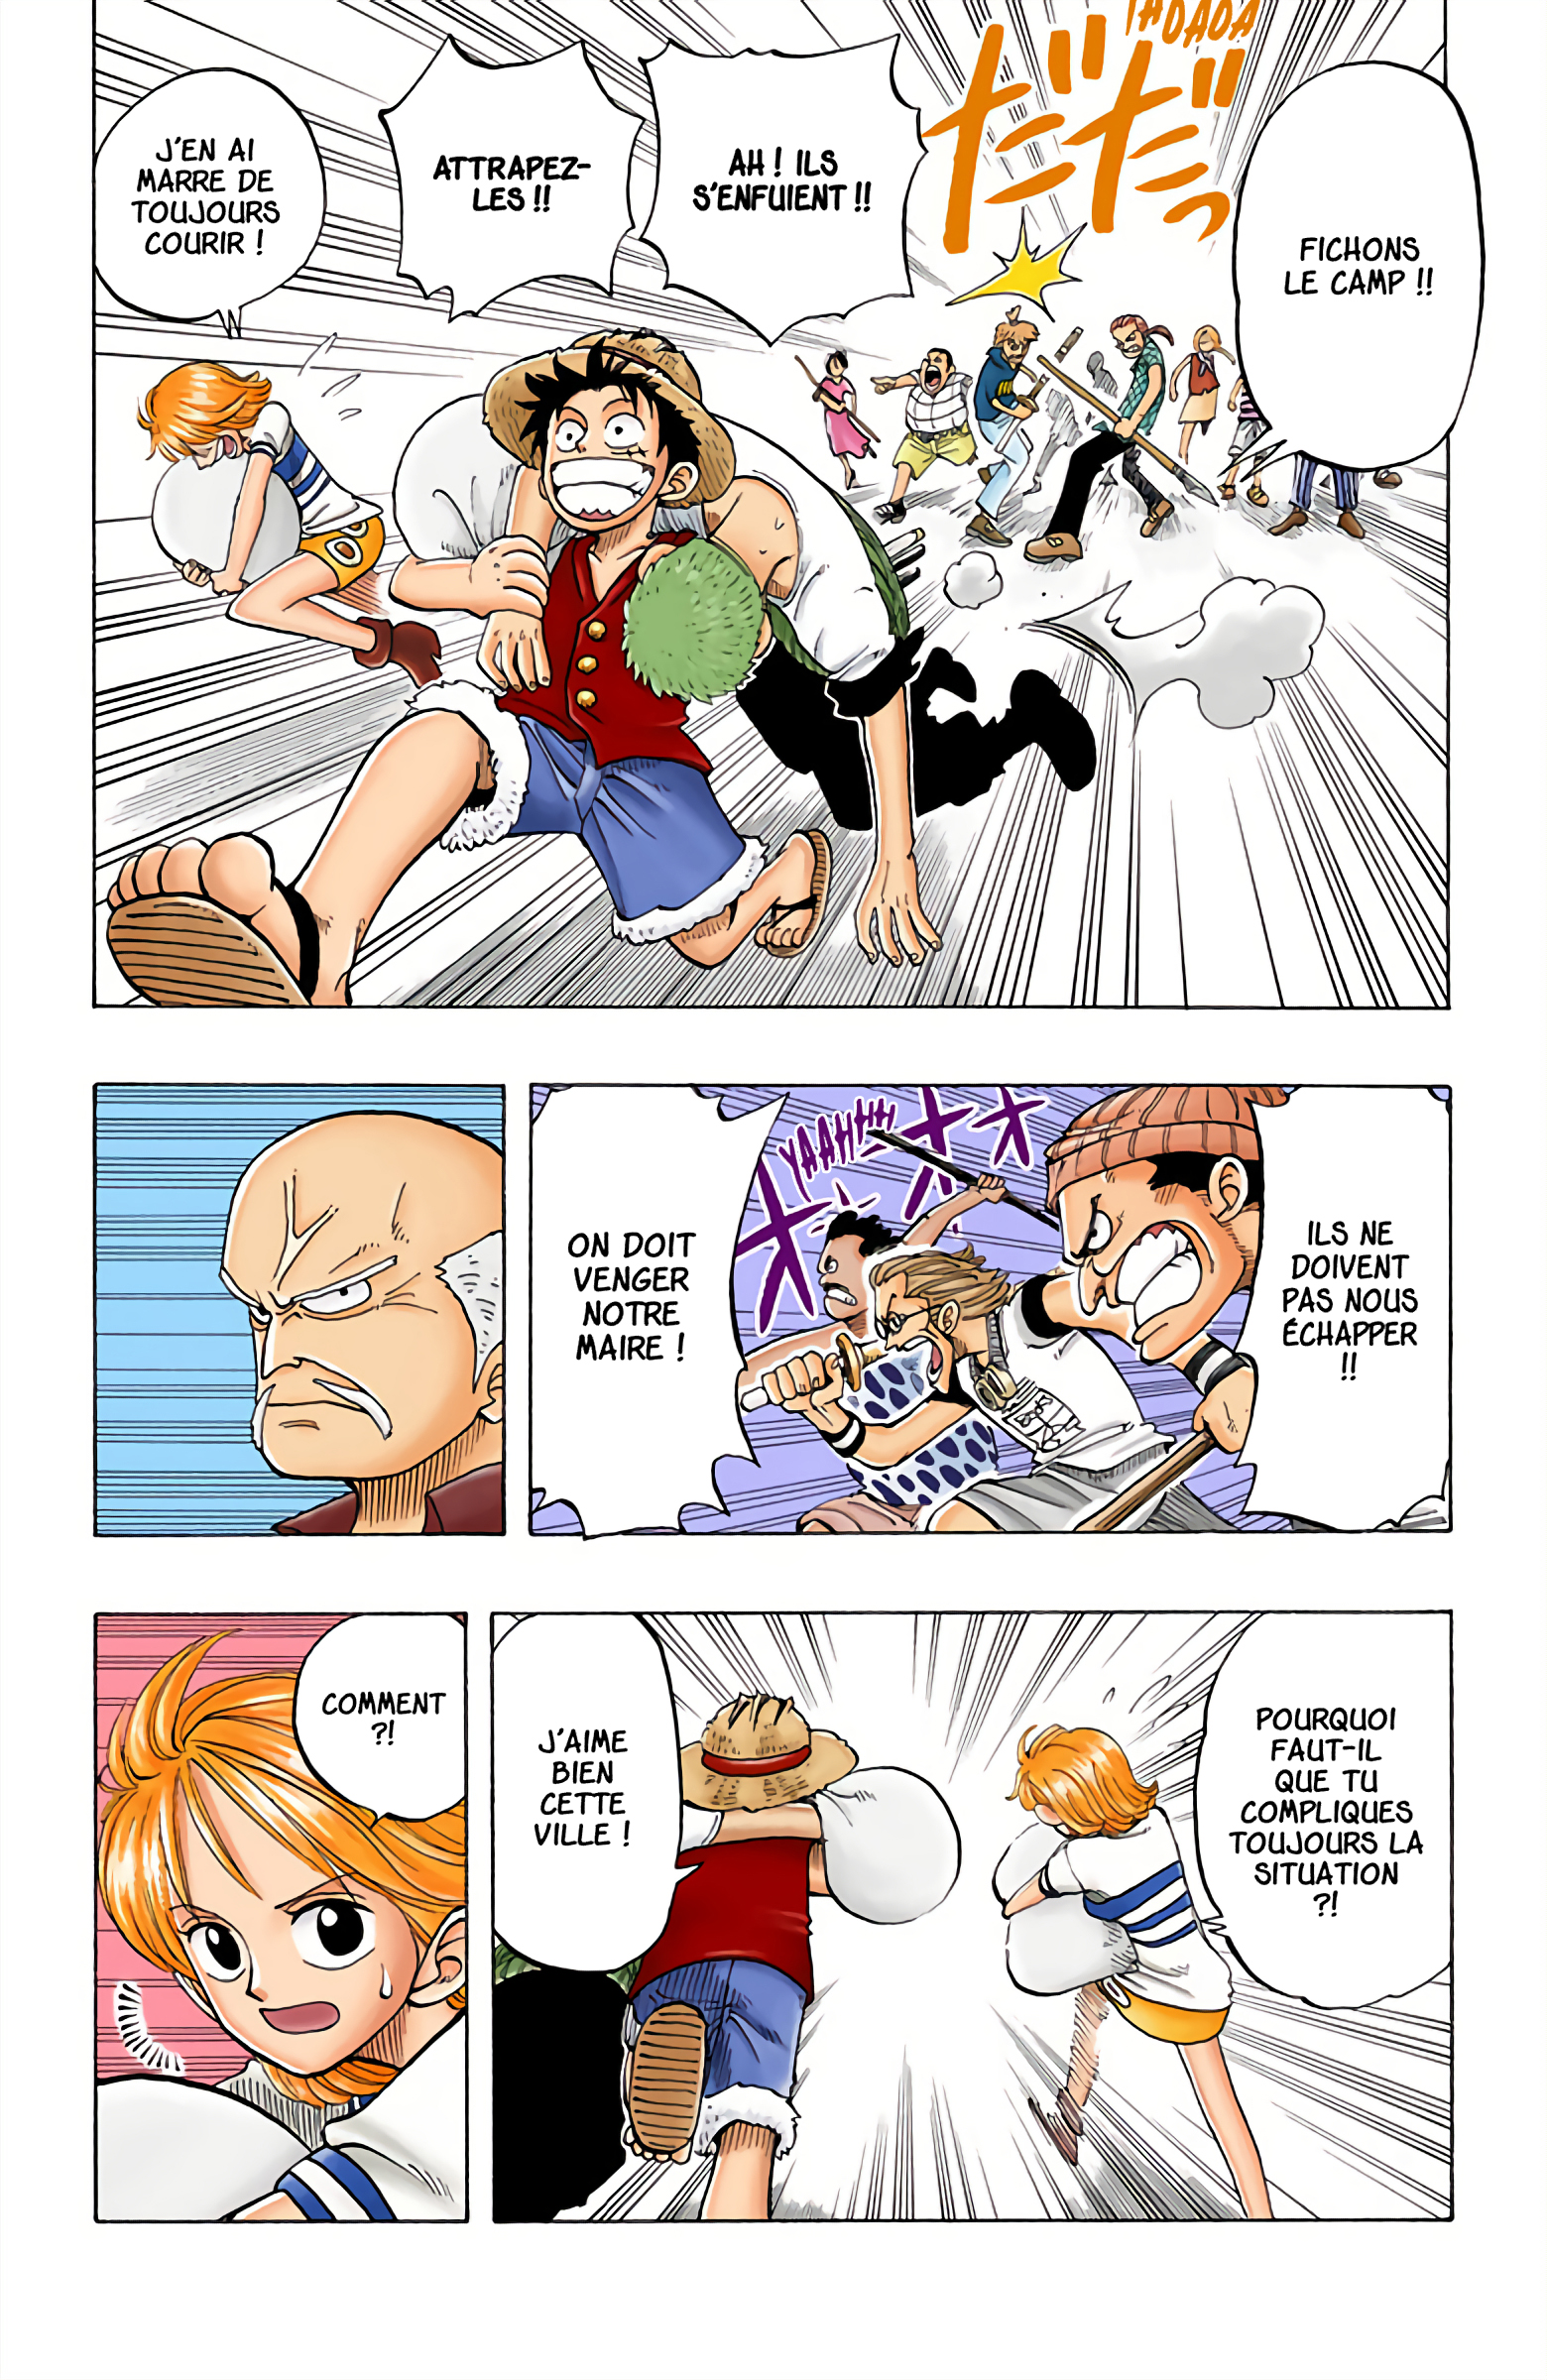 FICHONS
LE CAMP !!
DADA
だだっ
AH ! ILS
S'ENFUIENT !!
ATTRAPEZ-
LES !!
J'EN AI
MARRE DE
TOUJOURS
COURIR !
ILS NE
DOIVENT
PAS NOUS
ÉCHAPPER
!!
YAAHHH
ON DOIT
VENGER
NOTRE
MAIRE !
POURQUOI
FAUT-IL
QUE TU
COMPLIQUES
TOUJOURS LA
SITUATION
?!
J'AIME
BIEN
CETTE
VILLE !
COMMENT
?!